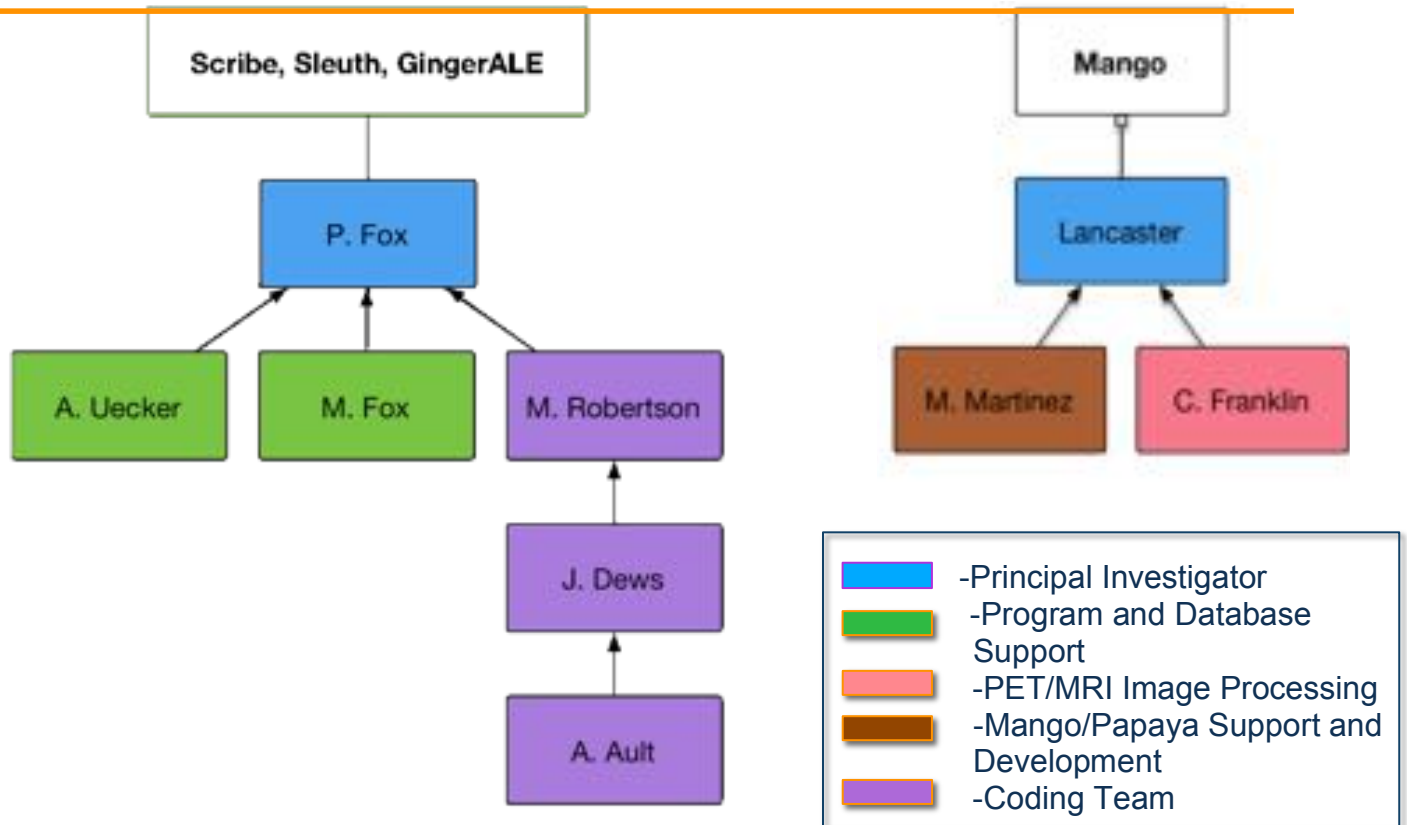 Scribe, Sleuth, GingerALE
Mango
P. Fox
Lancaster
A. Uecker
M. Fox
M. Robertson
M. Martinez
C. Franklin
J. Dews
A. Ault
-Principal Investigator
-Program and Database
Support
-PET/MRI Image Processing
-Mango/Papaya Support and
Development
-Coding Team